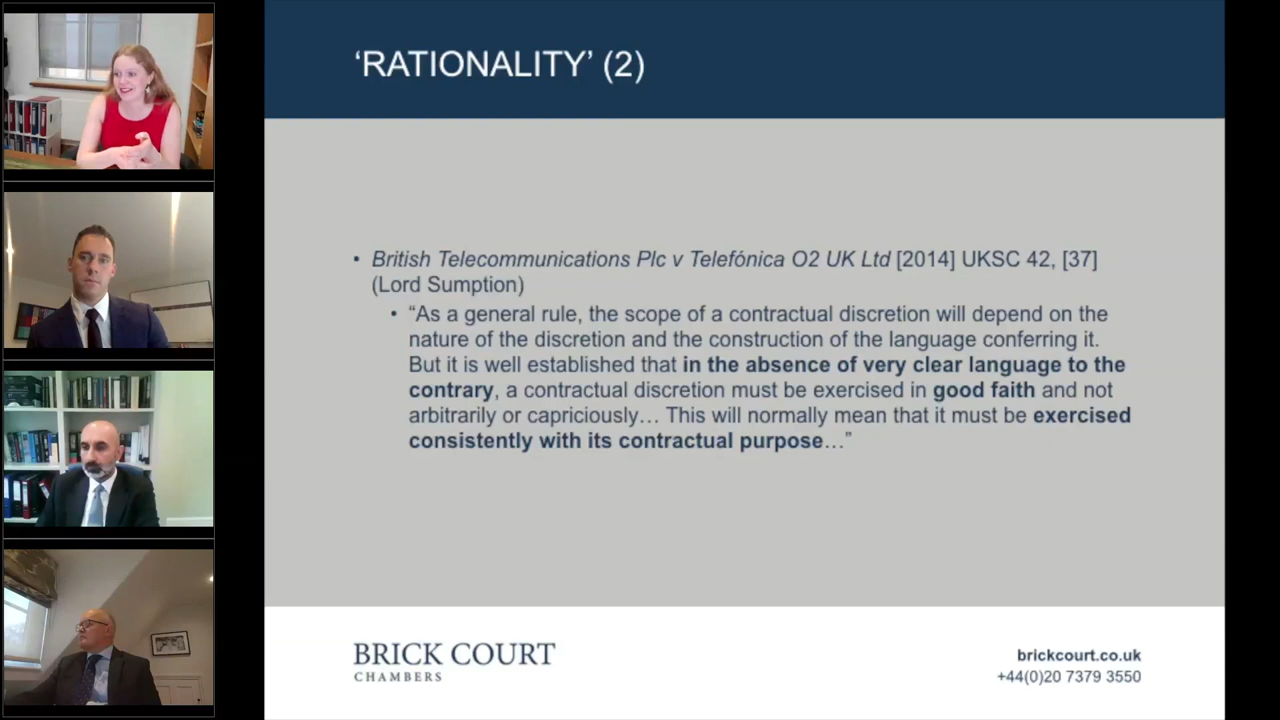 ‘RATIONALITY’ (2)
• British Telecommunications Plc v Telefónica O2 UK Ltd [2014] UKSC 42, [37]
(Lord Sumption)
• “As a general rule, the scope of a contractual discretion will depend on the
nature of the discretion and the construction of the language conferring it.
But it is well established that in the absence of very clear language to the
contrary, a contractual discretion must be exercised in good faith and not
arbitrarily or capriciously… This will normally mean that it must be exercised
consistently with its contractual purpose…”
BRICK COURT
CHAMBERS
brickcourt.co.uk
+44(0)20 7379 3550